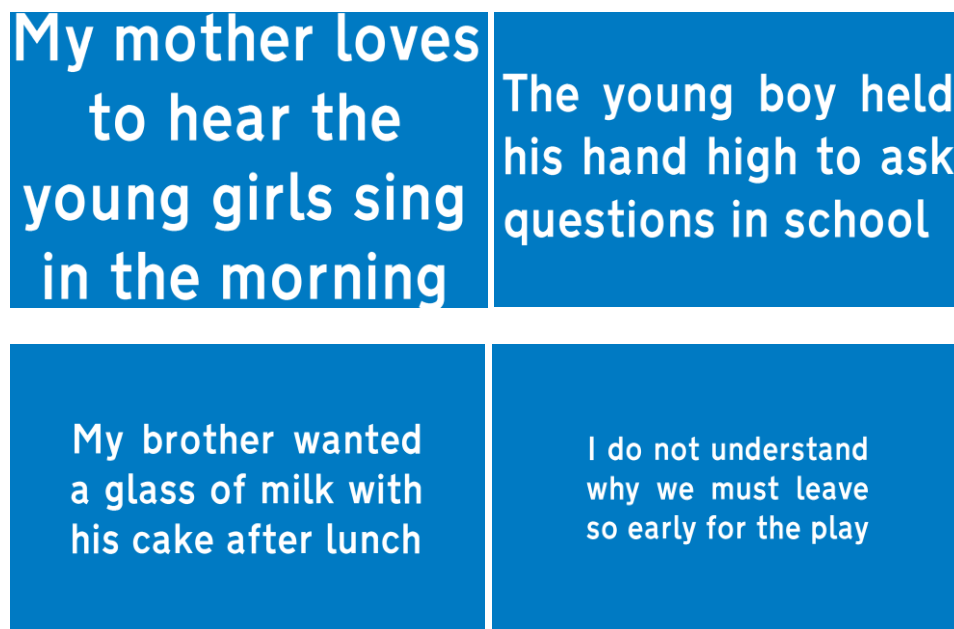 My mother loves
to hear the
young girls sing
in the morning
The young boy held
his hand high to ask
questions in school
My brother wanted
a glass of milk with
his cake after lunch
I do not understand
why we must leave
so early for the play